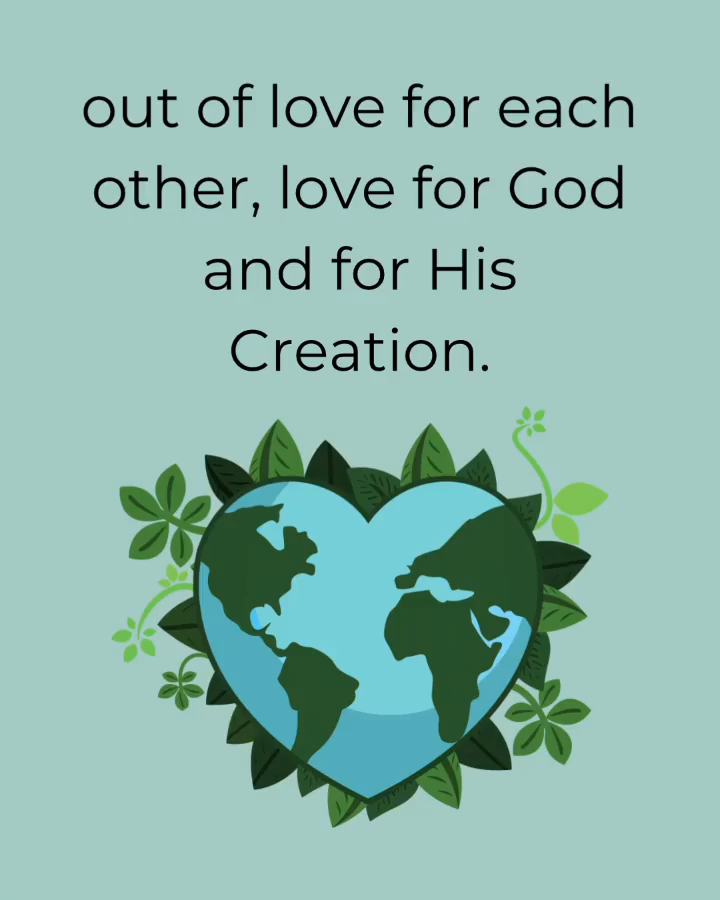 out of love for each
other, love for God
and for His
Creation.